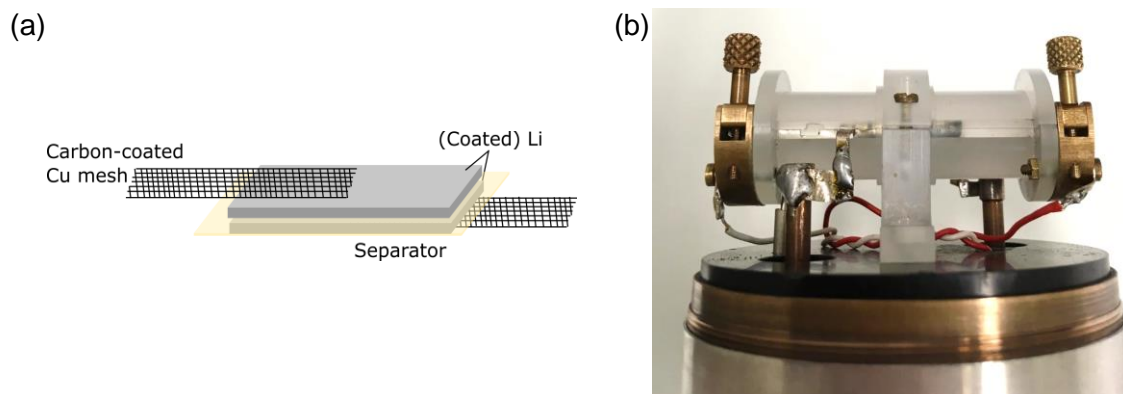 (a)
(b)
Carbon-coated
Cu mesh
(Coated) Li
Separator